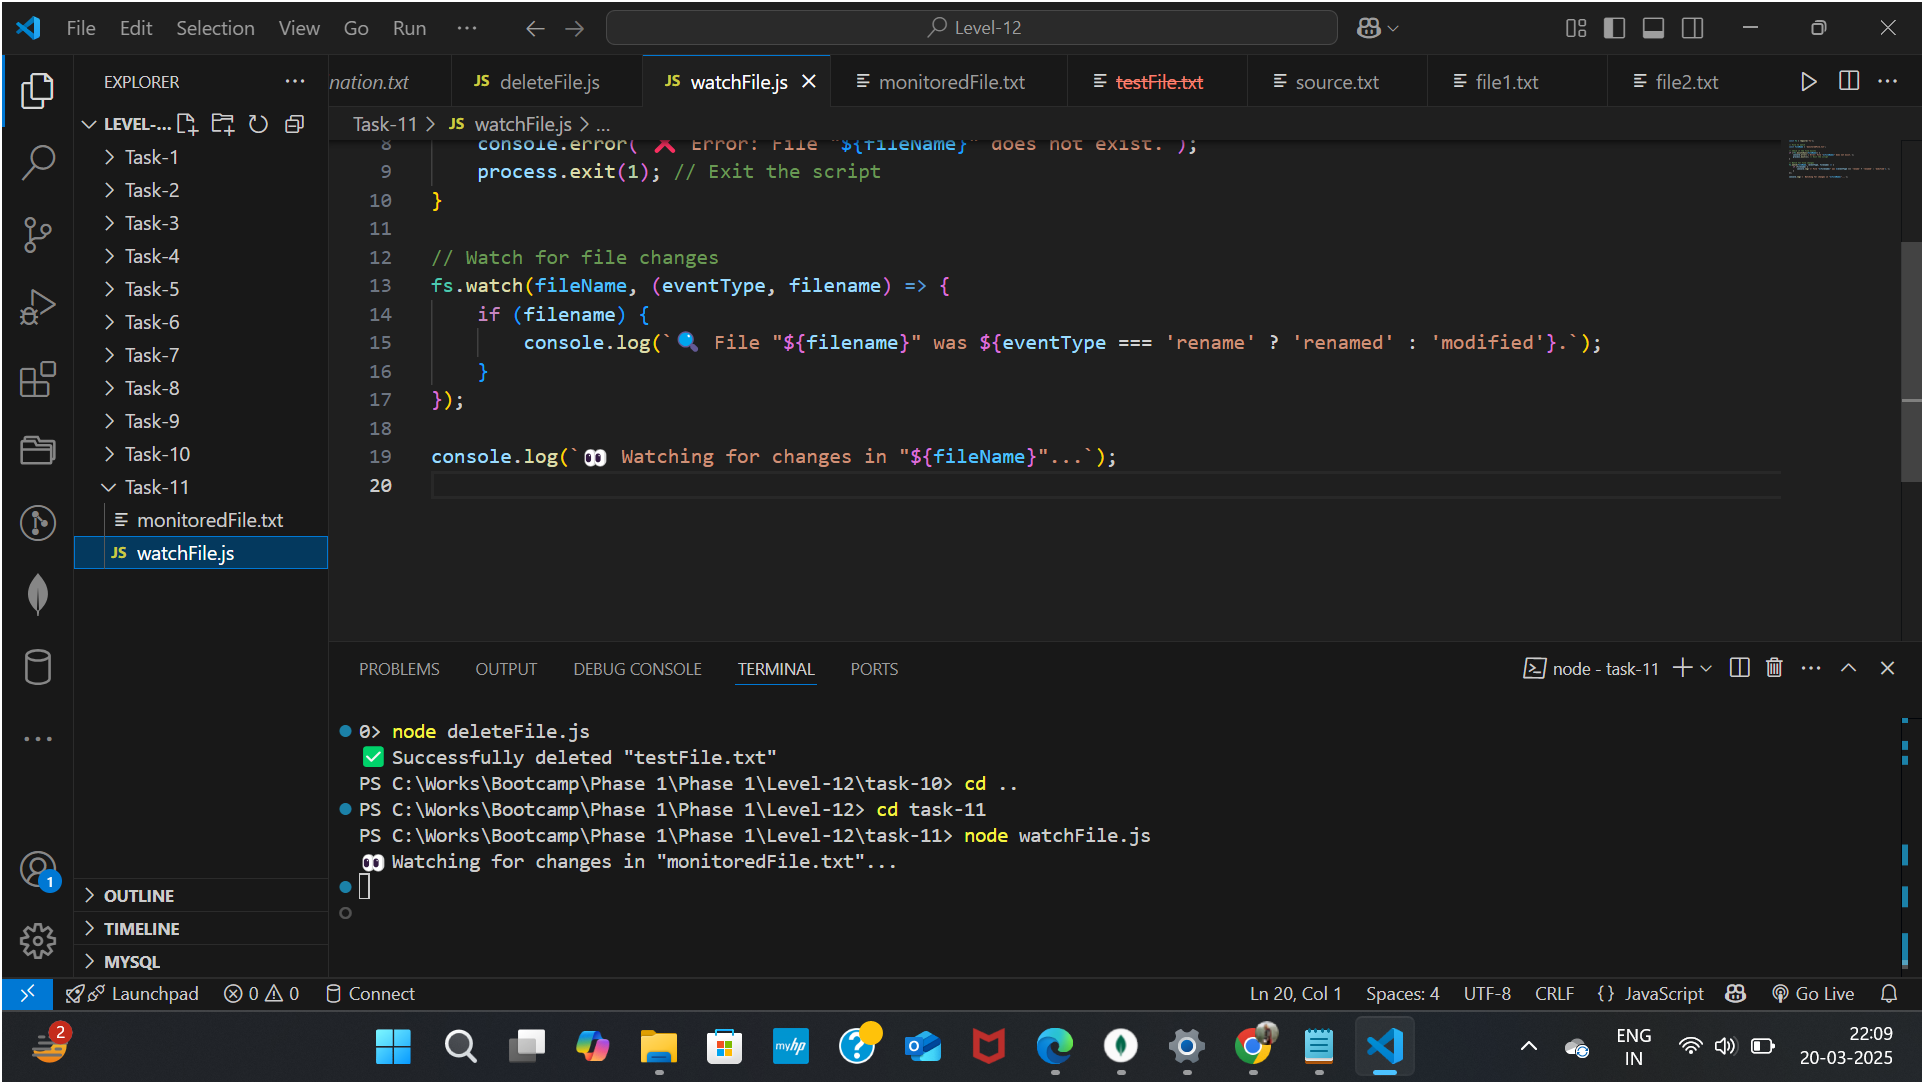 File Edit Selection View Go Run ...
Level-12
EXPLORER ...
nation.txt
JS deleteFile.js
JS watchFile.js
monitoredFile.txt
testFile.txt
source.txt
file1.txt
file2.txt
LEVEL-...
Task-1
Task-2
Task-3
Task-4
Task-5
Task-6
Task-7
Task-8
Task-9
Task-10
Task-11
monitoredFile.txt
JS watchFile.js
OUTLINE
TIMELINE
MYSQL
Task-11 > JS watchFile.js > ...
8 console.error(`❌ Error: File "${fileName}" does not exist.`);
9 process.exit(1); // Exit the script
10 }
11
12 // Watch for file changes
13 fs.watch(fileName, (eventType, filename) => {
14 if (filename) {
15 console.log(`🔍 File "${filename}" was ${eventType === 'rename' ? 'renamed' : 'modified'}.`);
16 }
17 });
18
19 console.log(`👀 Watching for changes in "${fileName}"...`);
20
PROBLEMS OUTPUT DEBUG CONSOLE TERMINAL PORTS
node - task-11
0> node deleteFile.js
✅ Successfully deleted "testFile.txt"
PS C:\Works\Bootcamp\Phase 1\Phase 1\Level-12\task-10> cd ..
PS C:\Works\Bootcamp\Phase 1\Phase 1\Level-12> cd task-11
PS C:\Works\Bootcamp\Phase 1\Phase 1\Level-12\task-11> node watchFile.js
👀 Watching for changes in "monitoredFile.txt"...
1
Launchpad 0 0 Connect
Ln 20, Col 1 Spaces: 4 UTF-8 CRLF {} JavaScript Go Live
2
myhp
ENG
IN
22:09
20-03-2025